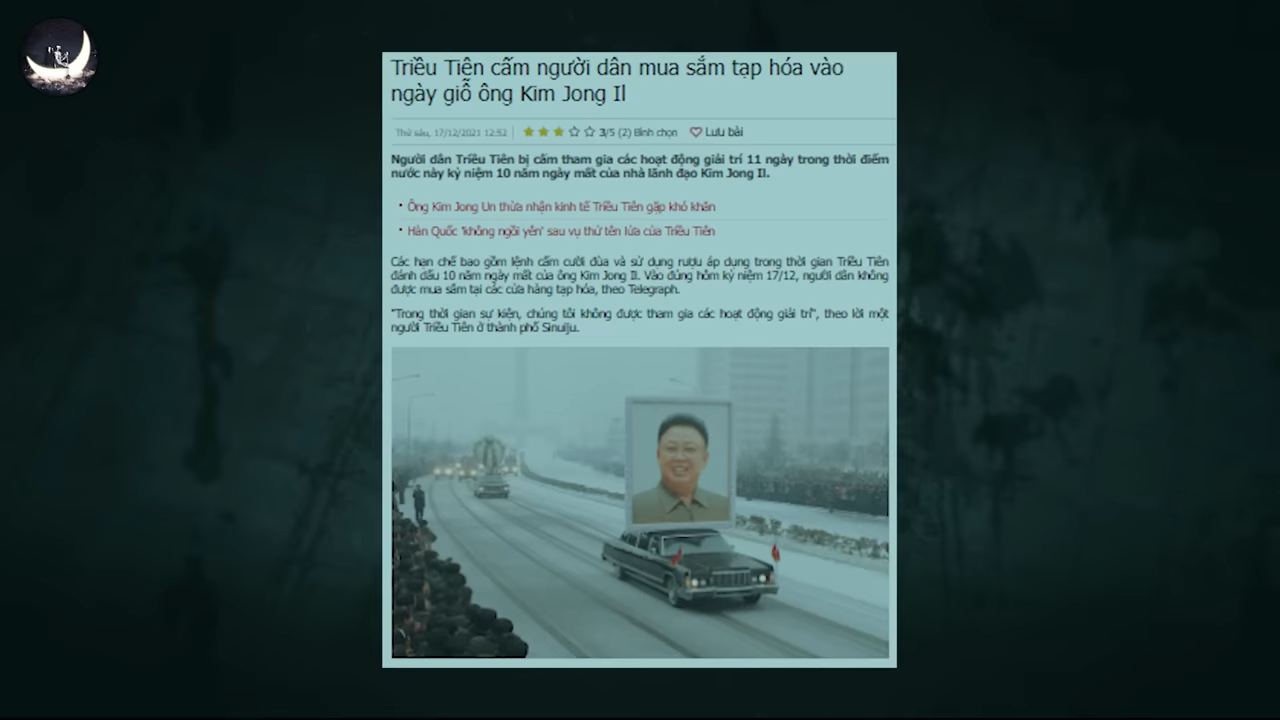 Triều Tiên cấm người dân mua sắm tạp hóa vào
ngày giỗ ông Kim Jong Il
Thứ sáu, 17/12/2021 12:52
3/5 (2) Bình chọn
Lưu bài
Người dân Triều Tiên bị cấm tham gia các hoạt động giải trí 11 ngày trong thời điểm
nước này kỷ niệm 10 năm ngày mất của nhà lãnh đạo Kim Jong Il.
Ông Kim Jong Un thừa nhận kinh tế Triều Tiên gặp khó khăn
Hàn Quốc 'không ngồi yên' sau vụ thử tên lửa của Triều Tiên
Các hạn chế bao gồm lệnh cấm cười đùa và sử dụng rượu áp dụng trong thời gian Triều Tiên
đánh dấu 10 năm ngày mất của ông Kim Jong Il. Vào đúng hôm kỷ niệm 17/12, người dân không
được mua sắm tại các cửa hàng tạp hóa, theo Telegraph.
"Trong thời gian sự kiện, chúng tôi không được tham gia các hoạt động giải trí", theo lời một
người Triều Tiên ở thành phố Sinuiju.